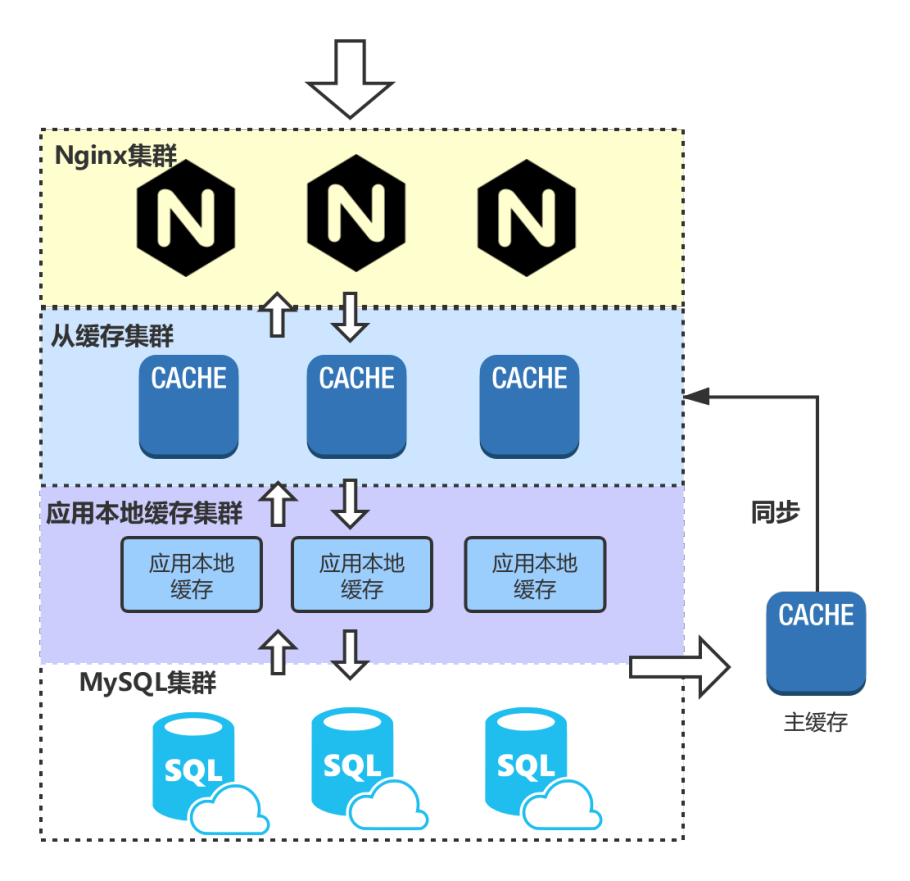 Nginx集群
N
N
N
从缓存集群
CACHE
CACHE
CACHE
应用本地缓存集群
同步
应用本地
缓存
应用本地
缓存
应用本地
缓存
CACHE
主缓存
MySQL集群
SQL
SQL
SQL